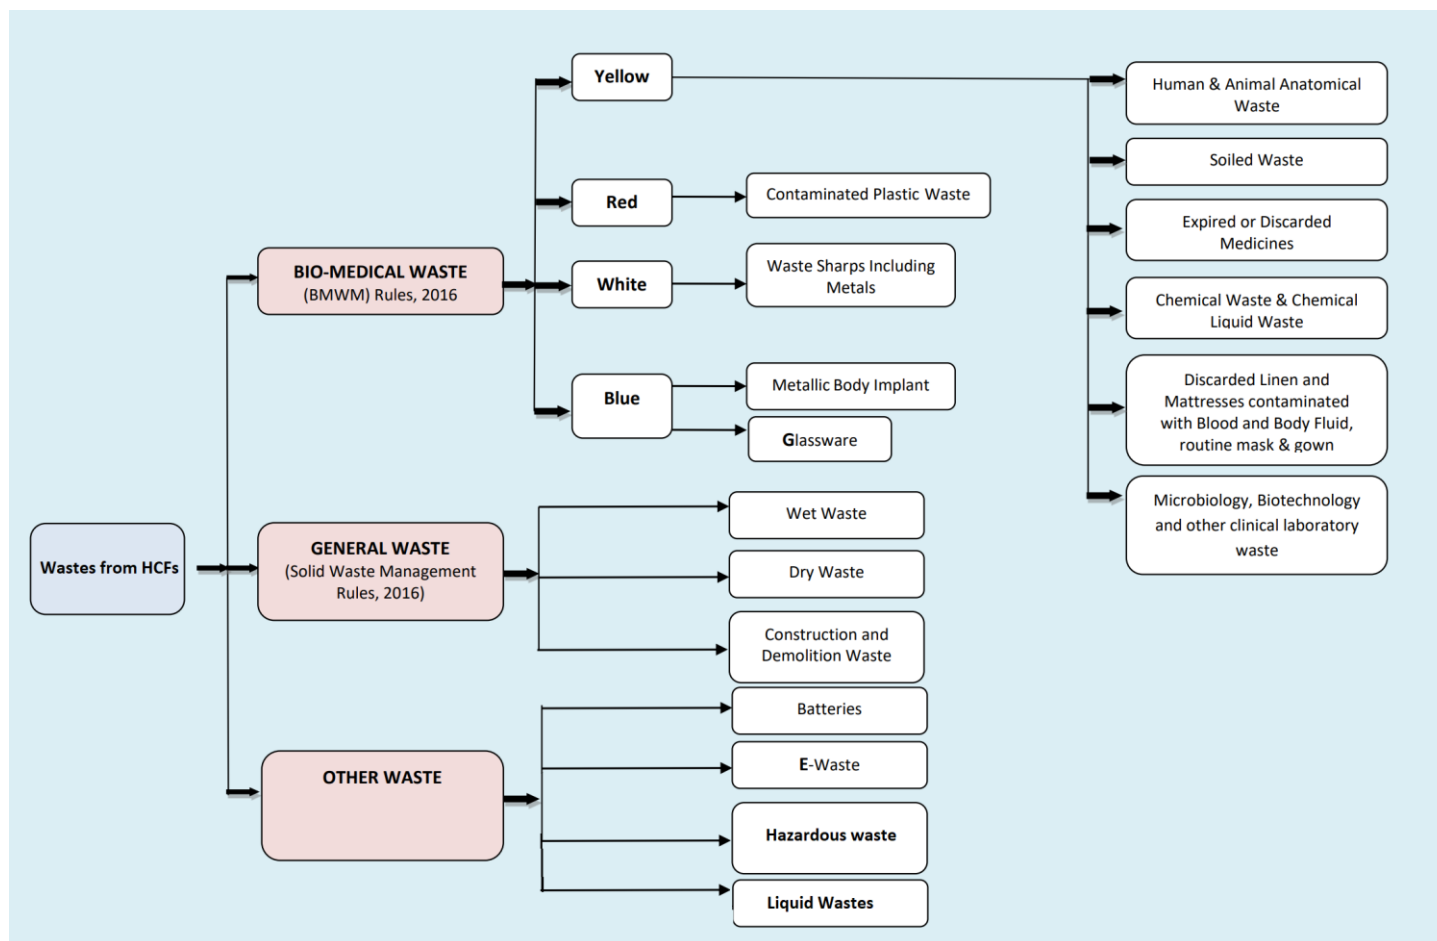 Wastes from HCFs
BIO-MEDICAL WASTE
(BMWM) Rules, 2016
Yellow
Human & Animal Anatomical
Waste
Soiled Waste
Expired or Discarded
Medicines
Chemical Waste & Chemical
Liquid Waste
Discarded Linen and
Mattresses contaminated
with Blood and Body Fluid,
routine mask & gown
Microbiology, Biotechnology
and other clinical laboratory
waste
Red
Contaminated Plastic Waste
White
Waste Sharps Including
Metals
Blue
Metallic Body Implant
Glassware
GENERAL WASTE
(Solid Waste Management
Rules, 2016)
Wet Waste
Dry Waste
Construction and
Demolition Waste
OTHER WASTE
Batteries
E-Waste
Hazardous waste
Liquid Wastes